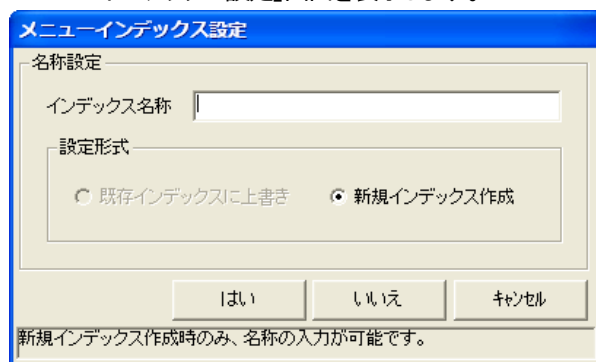 メニューインデックス設定
名称設定
インデックス名称
設定形式
既存インデックスに上書き
新規インデックス作成
はい
いいえ
ｷｬﾝｾﾙ
新規インデックス作成時のみ、名称の入力が可能です。